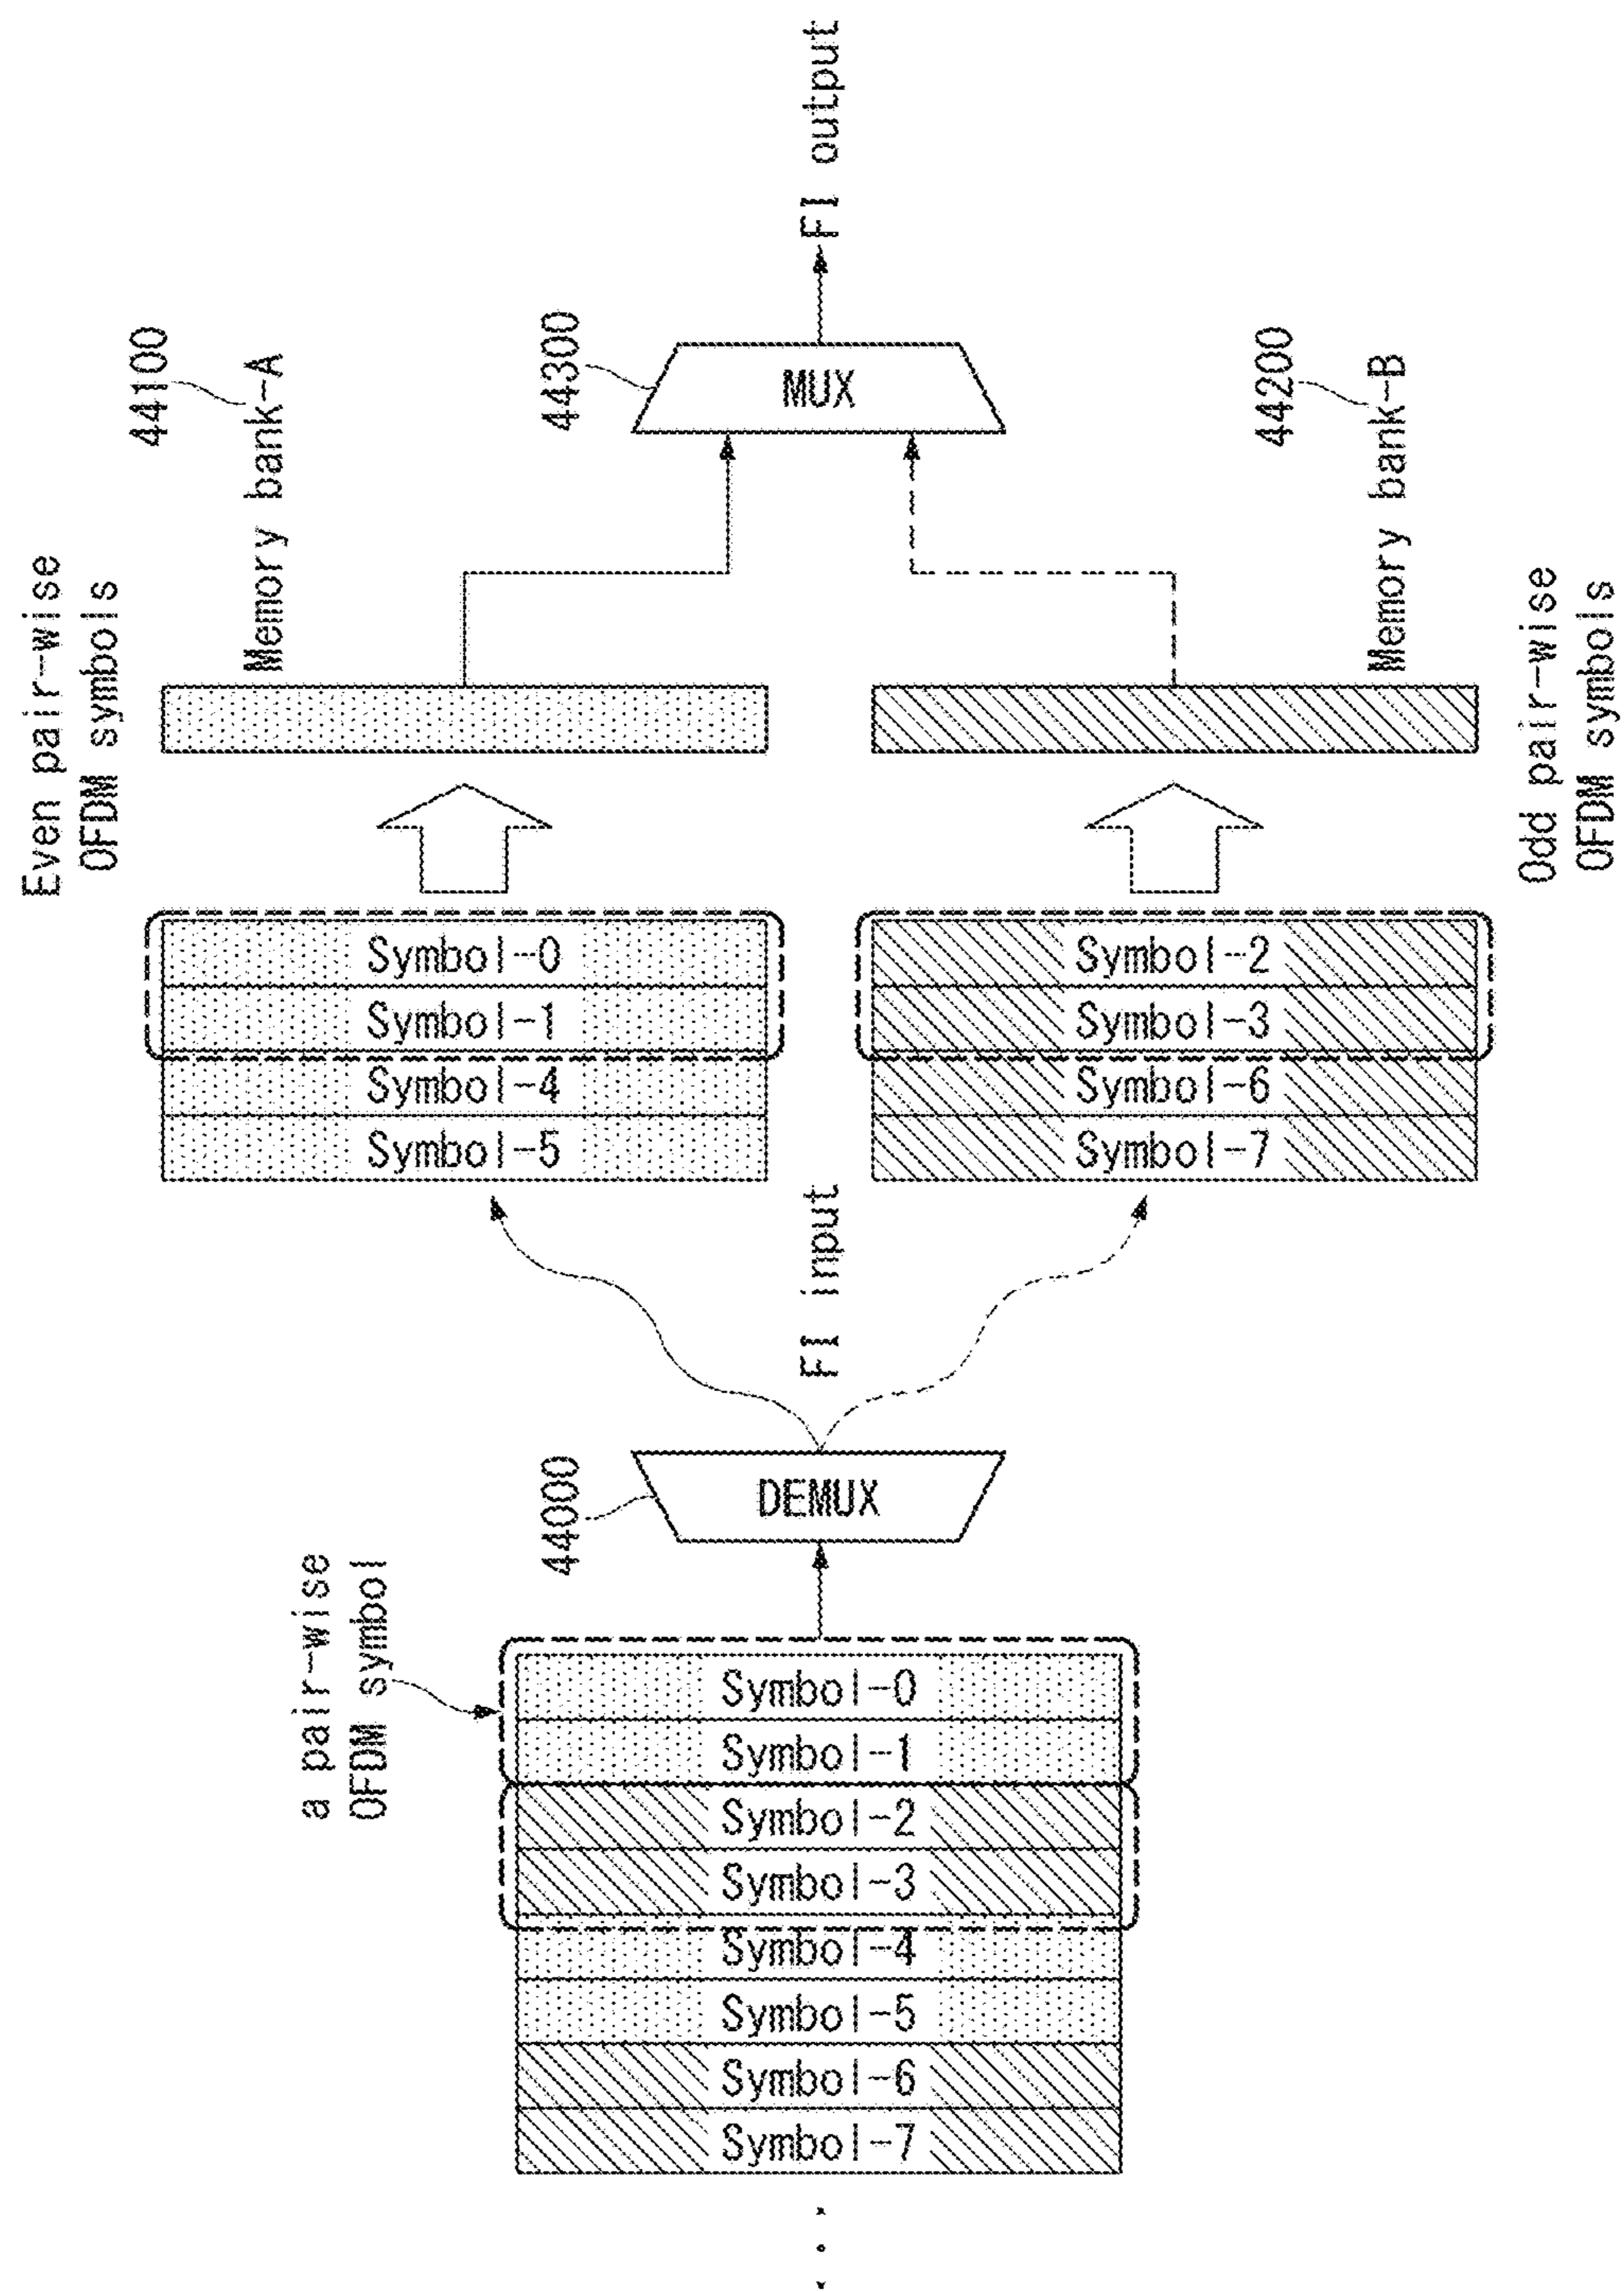 a pair-wise
OFDM symbol
Symbol-0
Symbol-1
Symbol-2
Symbol-3
Symbol-4
Symbol-5
Symbol-6
Symbol-7
44000
DEMUX
FI input
Even pair-wise
OFDM symbols
Symbol-0
Symbol-1
Symbol-4
Symbol-5
44100
Memory bank-A
Symbol-2
Symbol-3
Symbol-6
Symbol-7
Odd pair-wise
OFDM symbols
44200
Memory bank-B
44300
MUX
FI output